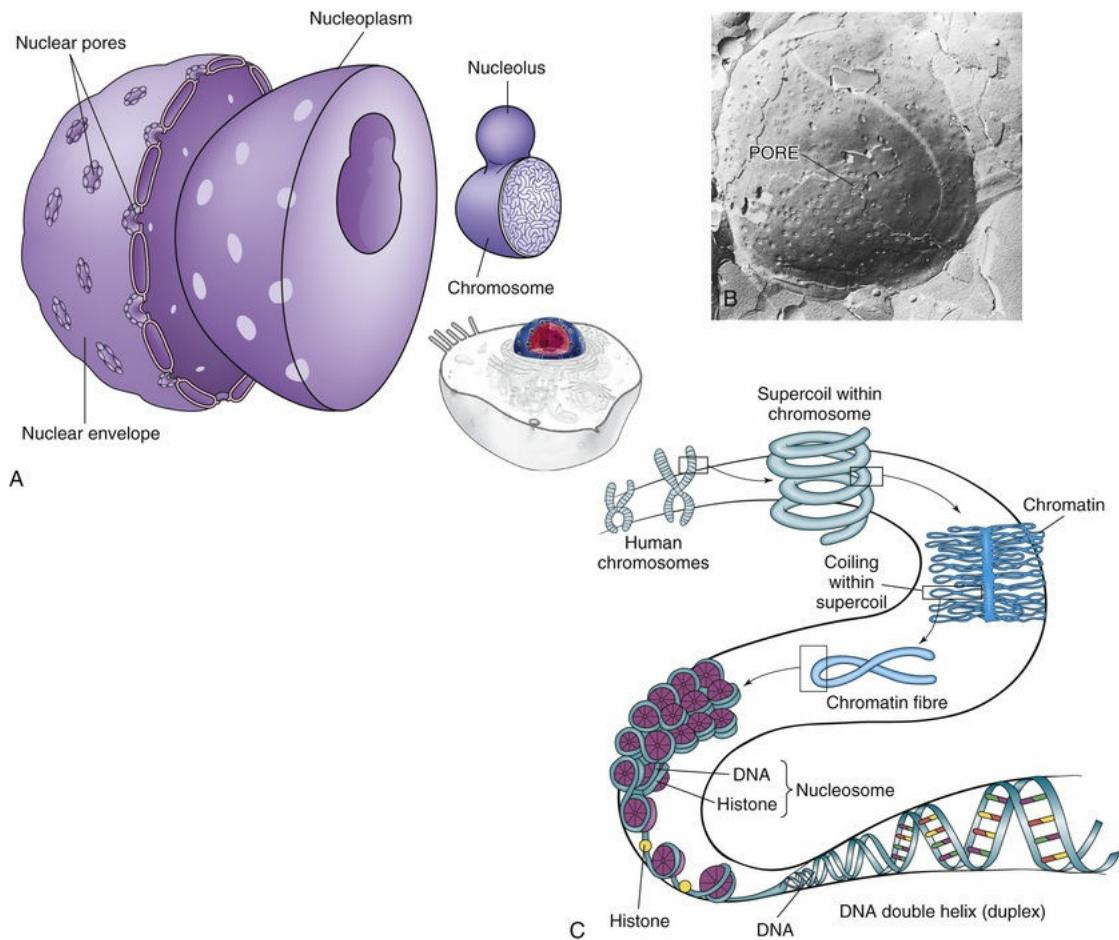 Nuclear pores
Nucleoplasm
Nucleolus
Chromosome
Nuclear envelope
A
PORE
B
Supercoil within
chromosome
Human
chromosomes
Chromatin
Coiling
within
supercoil
Chromatin fibre
DNA
Histone
Nucleosome
Histone
DNA
DNA double helix (duplex)
C